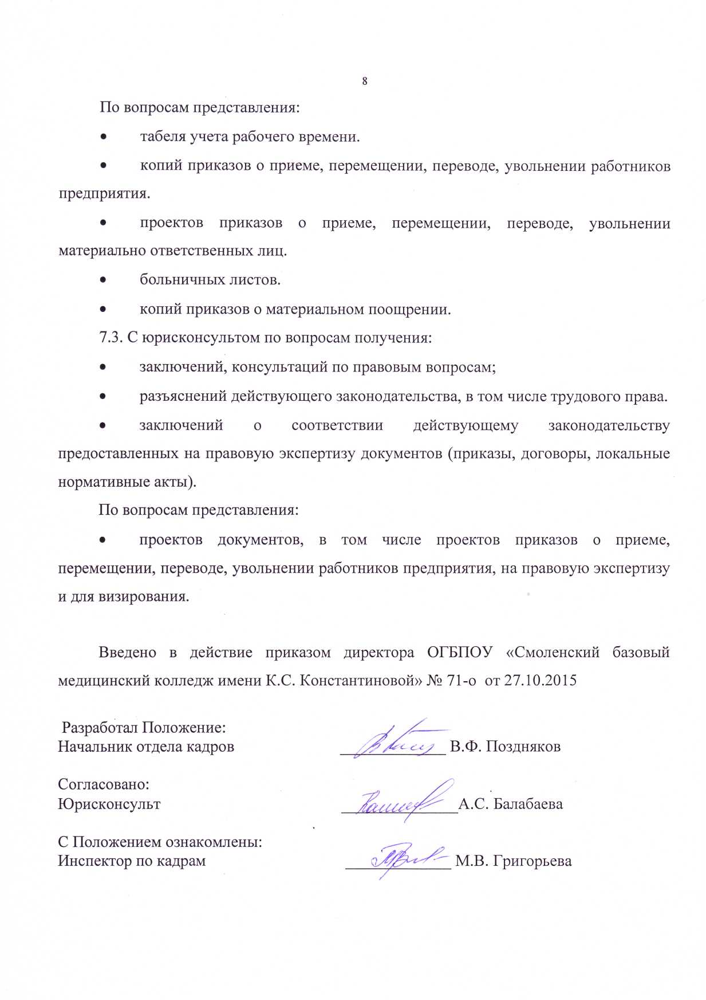 8
По вопросам представления:
• табеля учета рабочего времени.
• копий приказов о приеме, перемещении, переводе, увольнении работников
предприятия.
• проектов приказов о приеме, перемещении, переводе, увольнении
материально ответственных лиц.
• больничных листов.
• копий приказов о материальном поощрении.
7.3. С юрисконсультом по вопросам получения:
• заключений, консультаций по правовым вопросам;
• разъяснений действующего законодательства, в том числе трудового права.
• заключений о соответствии действующему законодательству
предоставленных на правовую экспертизу документов (приказы, договоры, локальные
нормативные акты).
По вопросам представления:
• проектов документов, в том числе проектов приказов о приеме,
перемещении, переводе, увольнении работников предприятия, на правовую экспертизу
и для визирования.
Введено в действие приказом директора ОГБПОУ «Смоленский базовый
медицинский колледж имени К.С. Константиновой» № 71-о от 27.10.2015
Разработал Положение:
Начальник отдела кадров В.Ф. Поздняков
Согласовано:
Юрисконсульт А.С. Балабаева
С Положением ознакомлены:
Инспектор по кадрам М.В. Григорьева